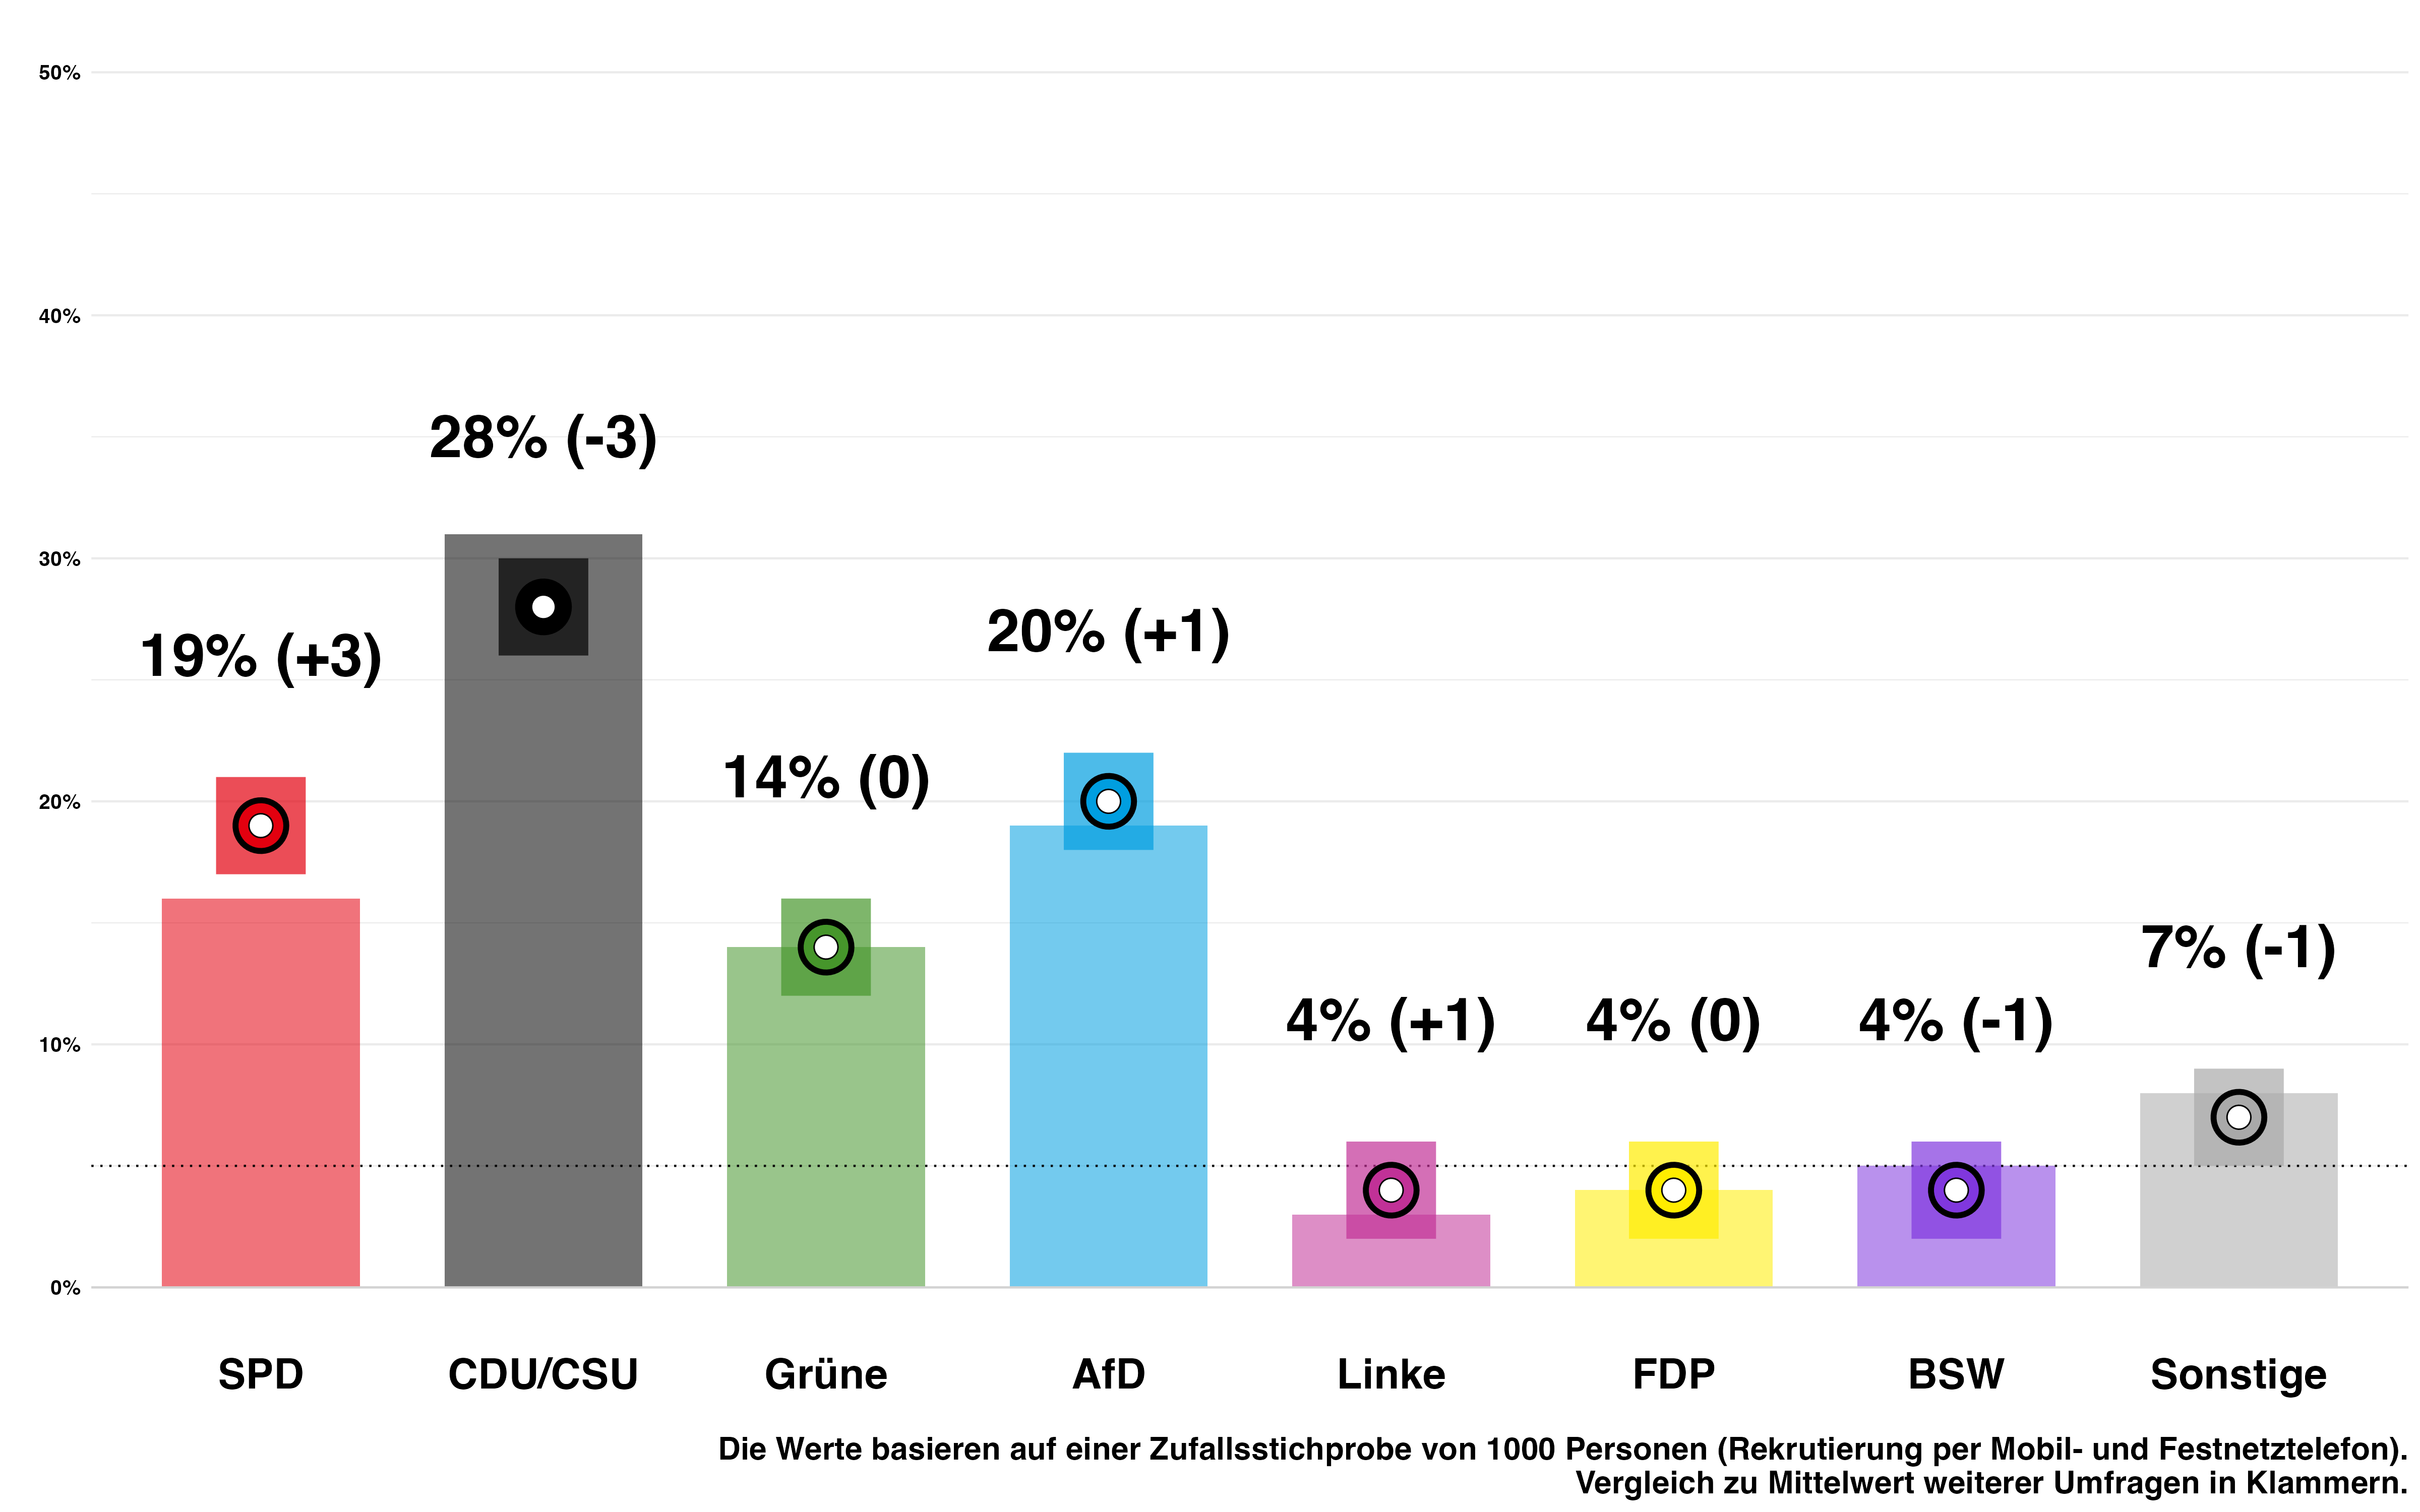 50%
40%
30%
20%
10%
0%
19% (+3)
28% (-3)
14% (0)
20% (+1)
4% (+1)
4% (0)
4% (-1)
7% (-1)
SPD
CDU/CSU
Grüne
AfD
Linke
FDP
BSW
Sonstige
Die Werte basieren auf einer Zufallsstichprobe von 1000 Personen (Rekrutierung per Mobil- und Festnetztelefon).
Vergleich zu Mittelwert weiterer Umfragen in Klammern.